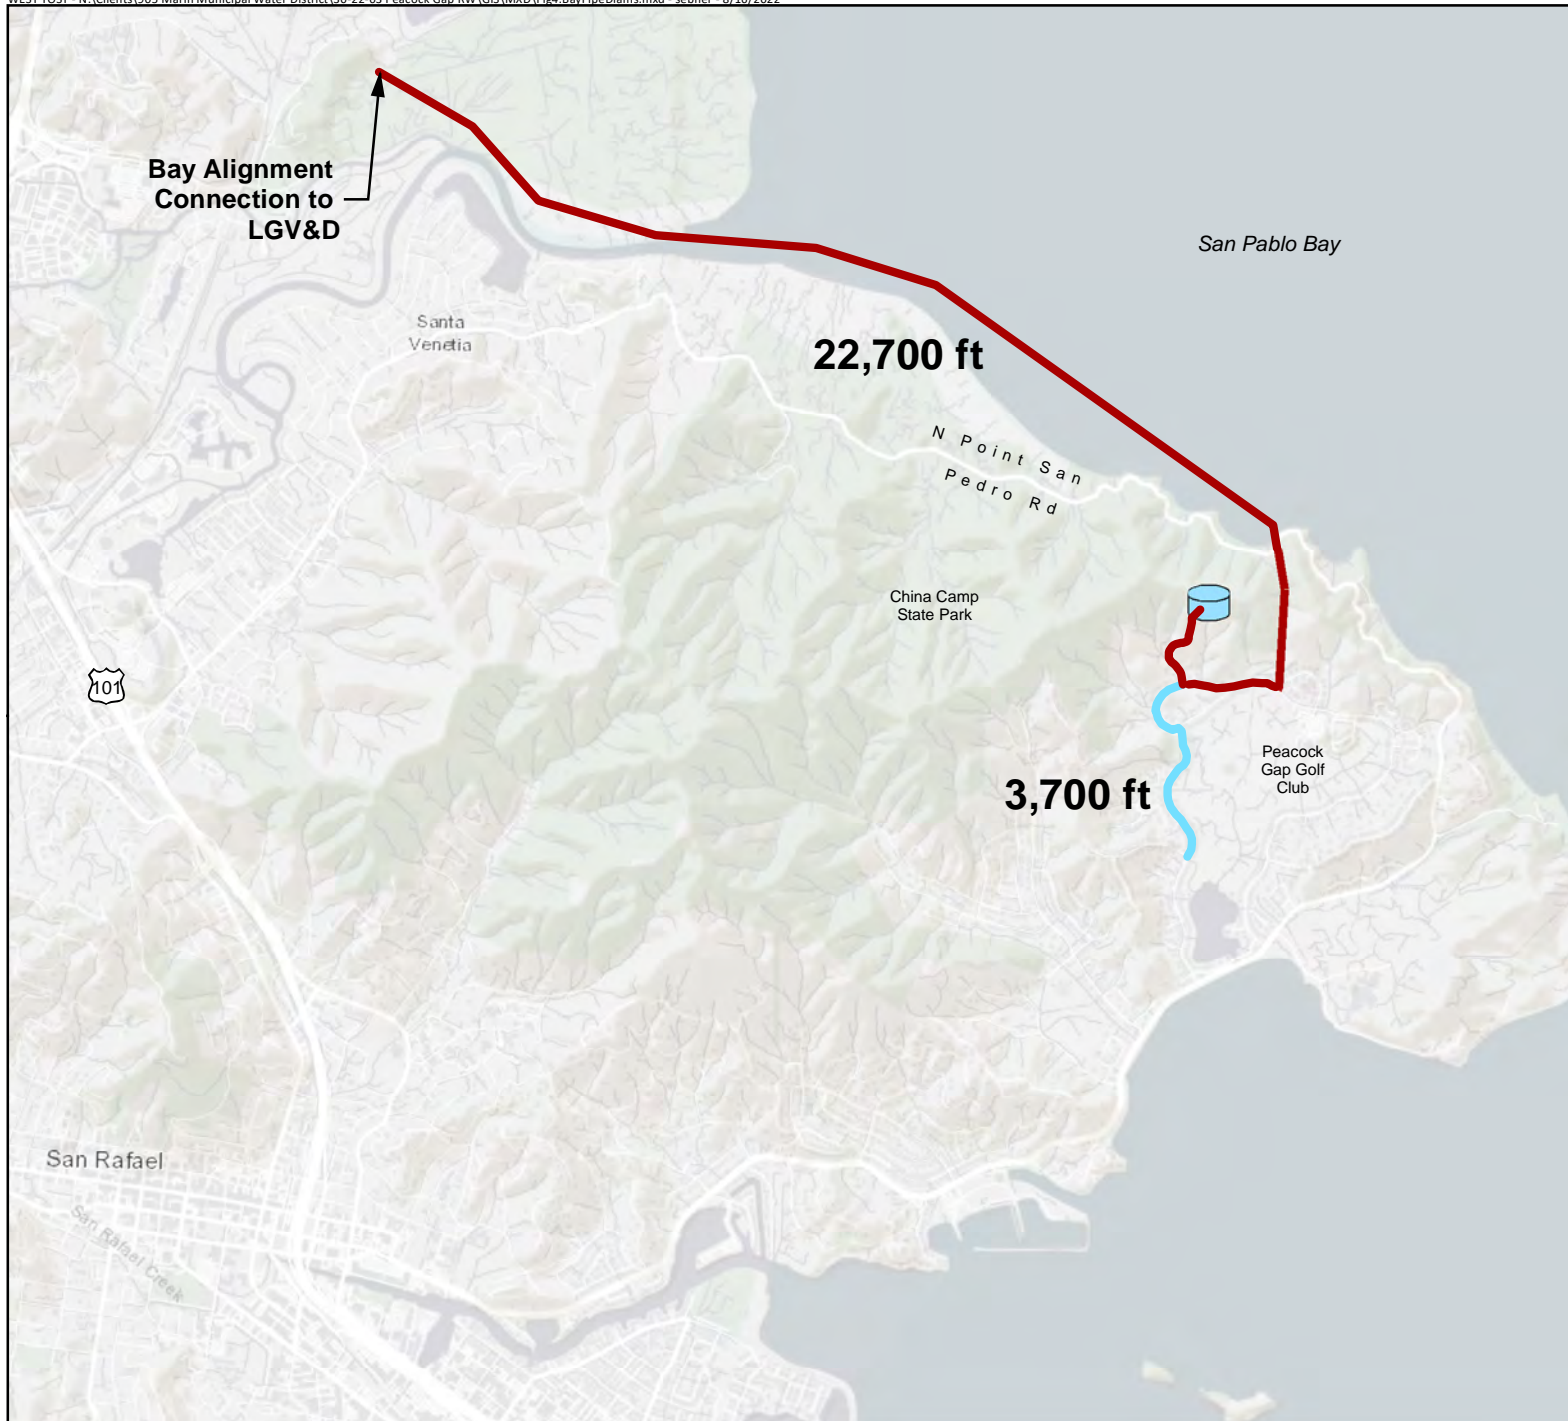 Bay Alignment
Connection to
LGV&D
San Pablo Bay
Santa
Venetia
22,700 ft
N Point San
Pedro Rd
China Camp
State Park
101
Peacock
Gap Golf
Club
3,700 ft
San Rafael
San Rafael Creek